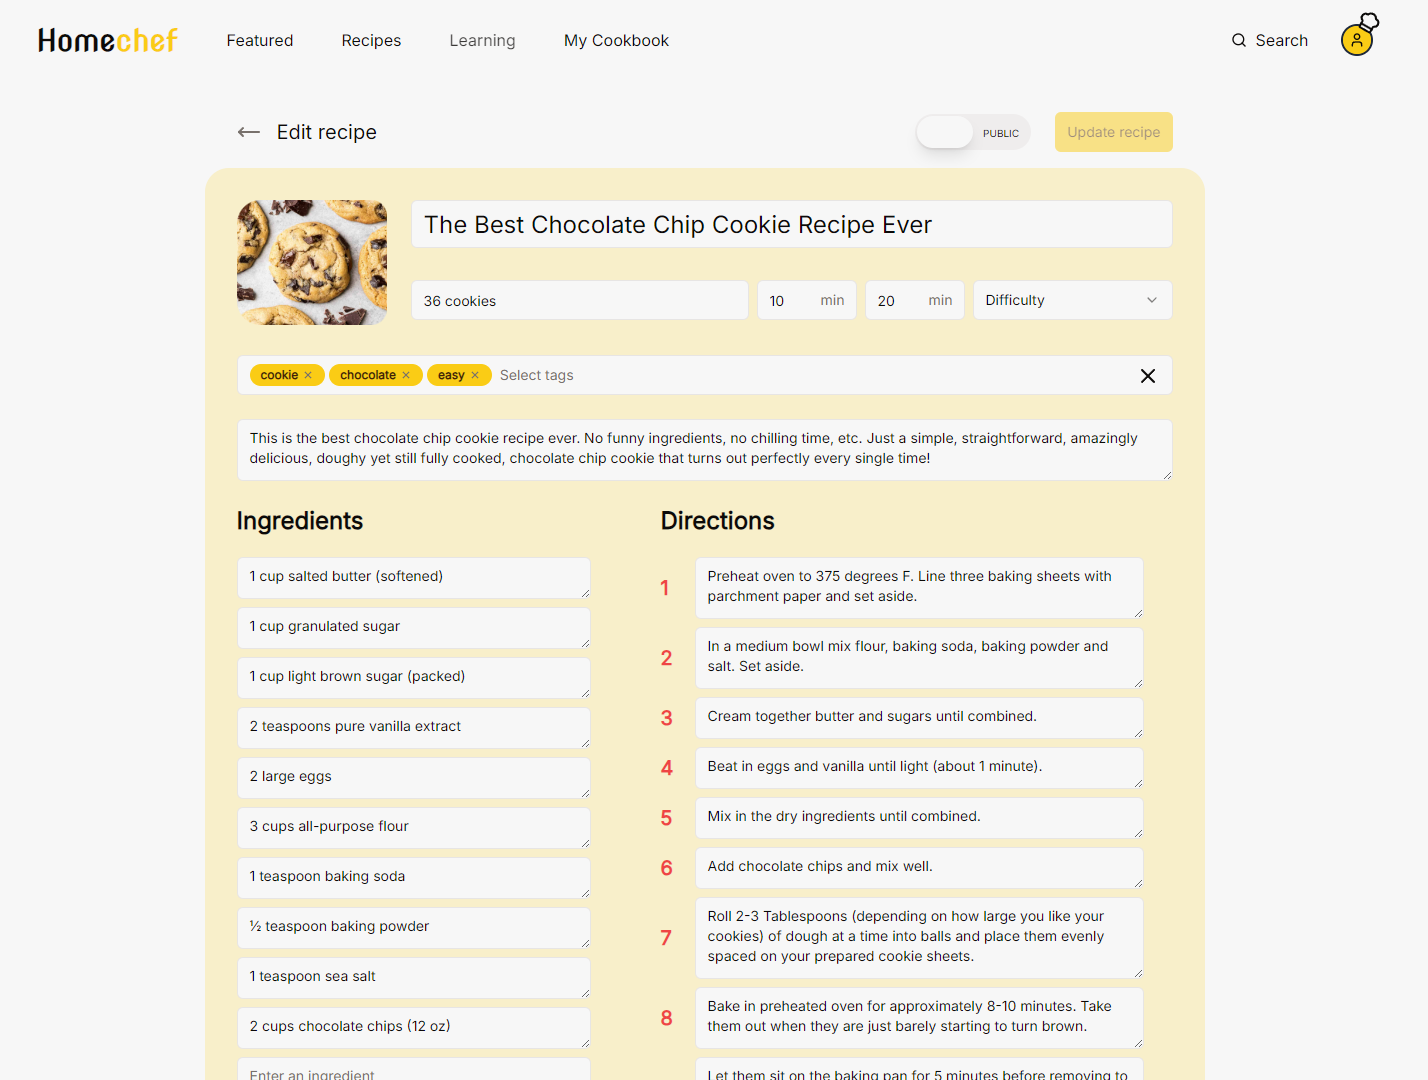 Homechef
Featured
Recipes
Learning
My Cookbook
Search
Edit recipe
PUBLIC
Update recipe
The Best Chocolate Chip Cookie Recipe Ever
36 cookies
10 min
20 min
Difficulty
cookie
chocolate
easy
Select tags
This is the best chocolate chip cookie recipe ever. No funny ingredients, no chilling time, etc. Just a simple, straightforward, amazingly
delicious, doughy yet still fully cooked, chocolate chip cookie that turns out perfectly every single time!
Ingredients
1 cup salted butter (softened)
1 cup granulated sugar
1 cup light brown sugar (packed)
2 teaspoons pure vanilla extract
2 large eggs
3 cups all-purpose flour
1 teaspoon baking soda
½ teaspoon baking powder
1 teaspoon sea salt
2 cups chocolate chips (12 oz)
Enter an ingredient
Directions
1 Preheat oven to 375 degrees F. Line three baking sheets with
parchment paper and set aside.
2 In a medium bowl mix flour, baking soda, baking powder and
salt. Set aside.
3 Cream together butter and sugars until combined.
4 Beat in eggs and vanilla until light (about 1 minute).
5 Mix in the dry ingredients until combined.
6 Add chocolate chips and mix well.
7 Roll 2-3 Tablespoons (depending on how large you like your
cookies) of dough at a time into balls and place them evenly
spaced on your prepared cookie sheets.
8 Bake in preheated oven for approximately 8-10 minutes. Take
them out when they are just barely starting to turn brown.
Let them sit on the baking pan for 5 minutes before removing to